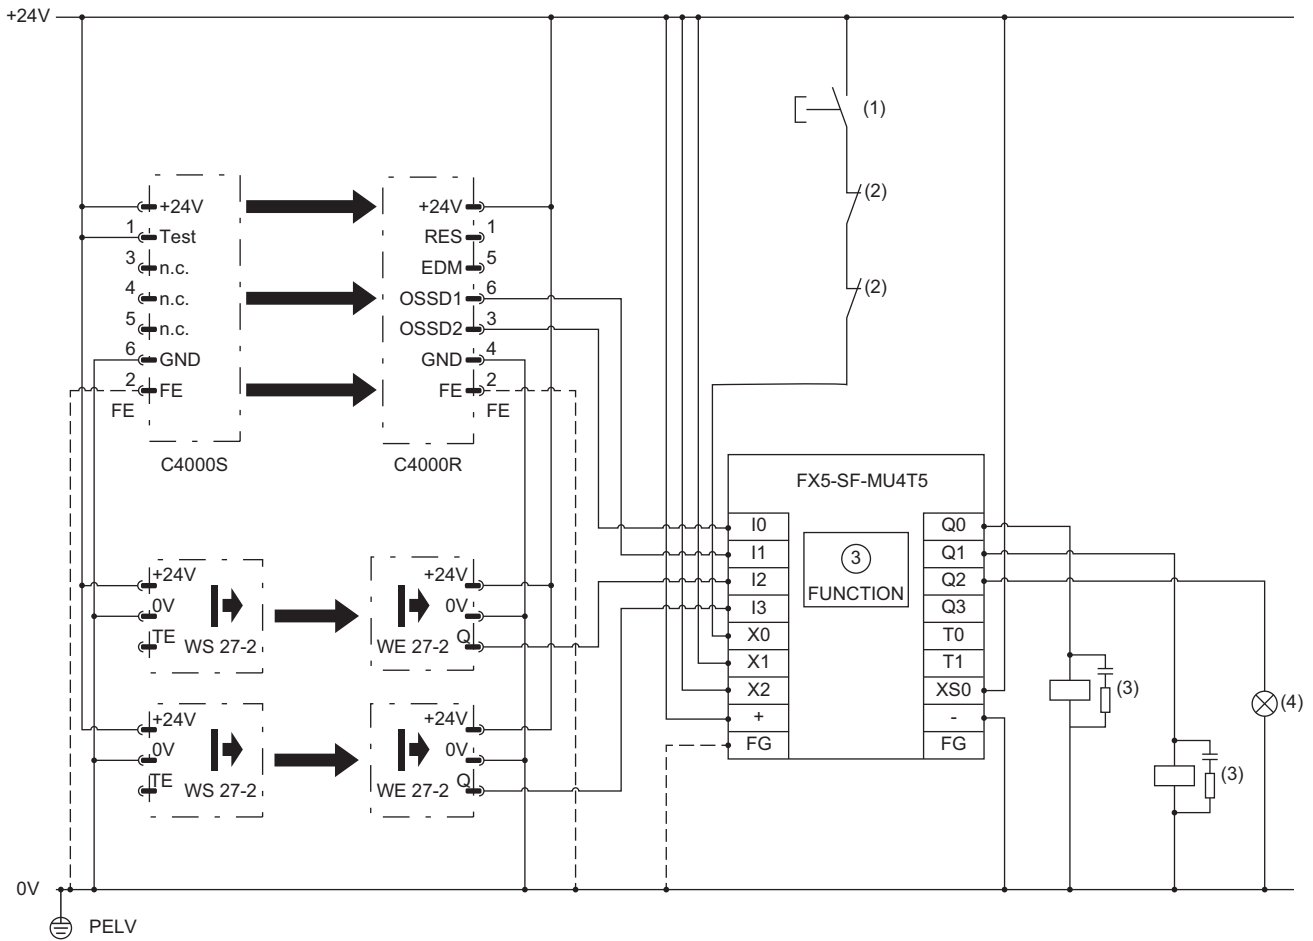 +24V
(1)
(2)
(2)
+24V
1 Test
3 n.c.
4 n.c.
5 n.c.
6 GND
2 FE
FE
C4000S
+24V
RES 1
EDM 5
OSSD1 6
OSSD2 3
GND 4
FE 2
FE
C4000R
+24V
0V
TE
WS 27-2
+24V
0V
Q
WE 27-2
+24V
0V
TE
WS 27-2
+24V
0V
Q
WE 27-2
FX5-SF-MU4T5
3
FUNCTION
I0
I1
I2
I3
X0
X1
X2
+
FG
Q0
Q1
Q2
Q3
T0
T1
XS0
-
FG
(3)
(3)
(4)
0V
PELV